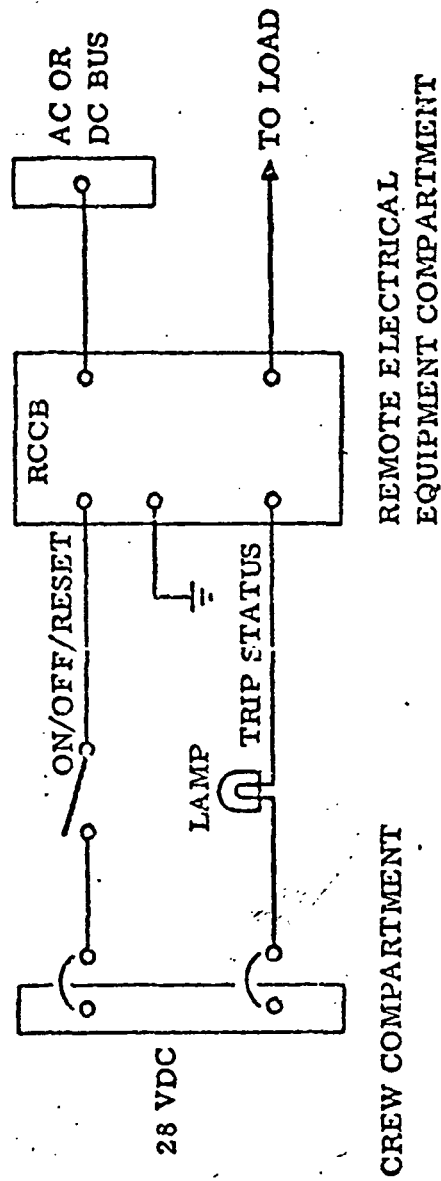 28 VDC
ON/OFF/RESET
LAMP
TRIP STATUS
RCCB
AC OR
DC BUS
TO LOAD
CREW COMPARTMENT
REMOTE ELECTRICAL
EQUIPMENT COMPARTMENT